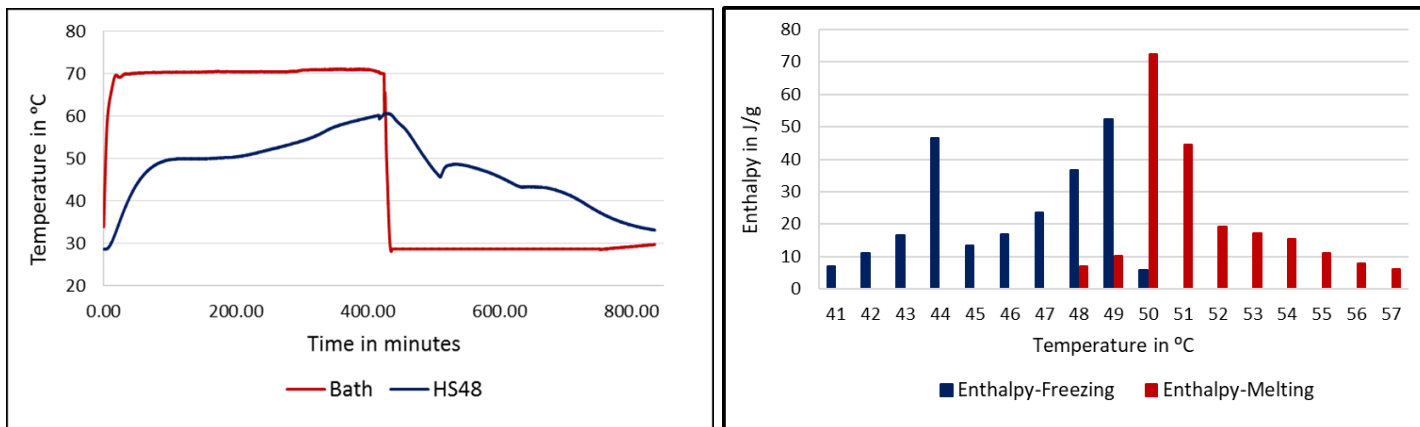 80
70
60
50
40
30
20
Temperature in ºC
0.00 200.00 400.00 600.00 800.00
Time in minutes
Bath HS48
80
70
60
50
40
30
20
10
0
Enthalpy in J/g
41 42 43 44 45 46 47 48 49 50 51 52 53 54 55 56 57
Temperature in ºC
Enthalpy-Freezing Enthalpy-Melting